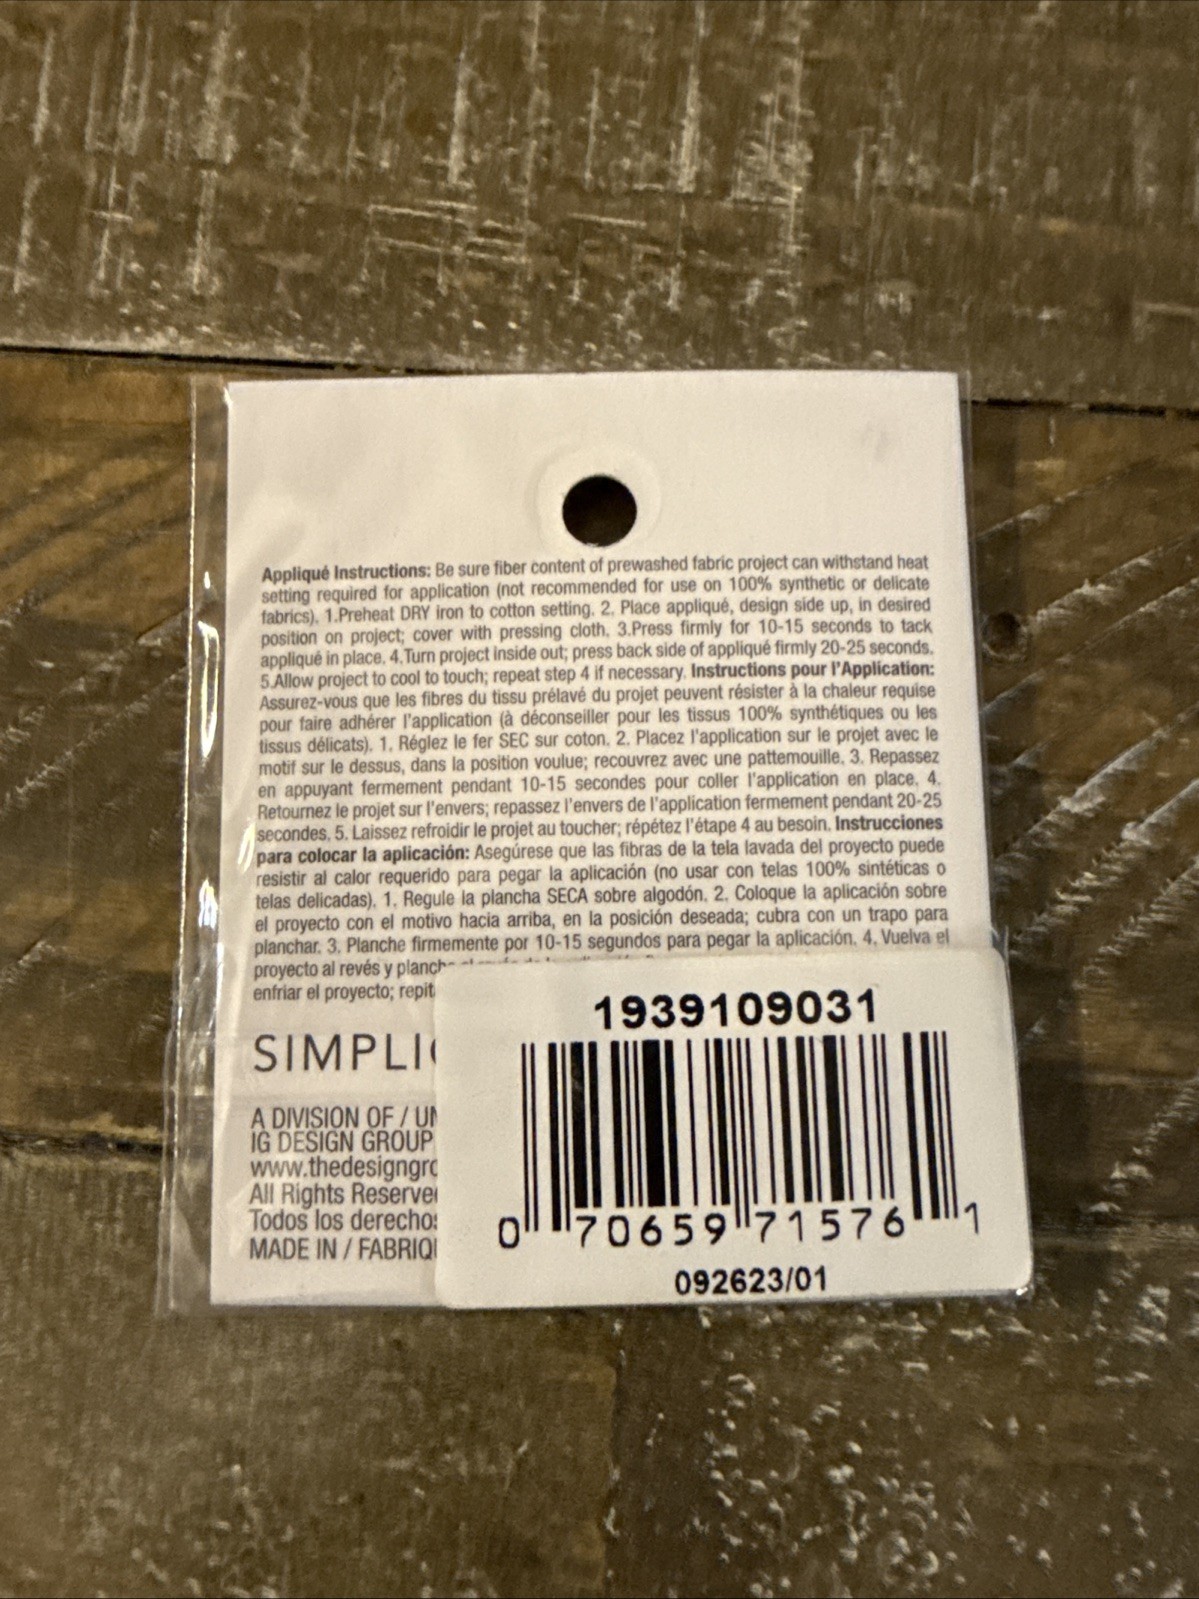 Appliqué Instructions: Be sure fiber content of prewashed fabric project can withstand heat
setting required for application (not recommended for use on 100% synthetic or delicate
fabrics). 1.Preheat DRY iron to cotton setting. 2. Place appliqué, design side up, in desired
position on project; cover with pressing cloth. 3.Press firmly for 10-15 seconds to tack
appliqué in place. 4.Turn project inside out; press back side of appliqué firmly 20-25 seconds.
5.Allow project to cool to touch; repeat step 4 if necessary. Instructions pour l'Application:
Assurez-vous que les fibres du tissu prélavé du projet peuvent résister à la chaleur requise
pour faire adhérer l'application (à déconseiller pour les tissus 100% synthétiques ou les
tissus délicats). 1. Réglez le fer SEC sur coton. 2. Placez l'application sur le projet avec le
motif sur le dessus, dans la position voulue; recouvrez avec une pattemouille. 3. Repassez
en appuyant fermement pendant 10-15 secondes pour coller l'application en place. 4.
Retournez le projet sur l'envers; repassez l'envers de l'application fermement pendant 20-25
secondes. 5. Laissez refroidir le projet au toucher; répétez l'étape 4 au besoin. Instrucciones
para colocar la aplicación: Asegúrese que las fibras de la tela lavada del proyecto puede
resistir al calor requerido para pegar la aplicación (no usar con telas 100% sintéticas o
telas delicadas). 1. Regule la plancha SECA sobre algodón. 2. Coloque la aplicación sobre
el proyecto con el motivo hacia arriba, en la posición deseada; cubra con un trapo para
planchar. 3. Planche firmemente por 10-15 segundos para pegar la aplicación. 4. Vuelva el
proyecto al revés y planch
enfriar el proyecto; repit
SIMPLI
A DIVISION OF / UN
IG DESIGN GROUP
www.thedesigngro
All Rights Reserve
Todos los derecho
MADE IN / FABRIQ
1939109031
0 70659 71576 1
092623/01